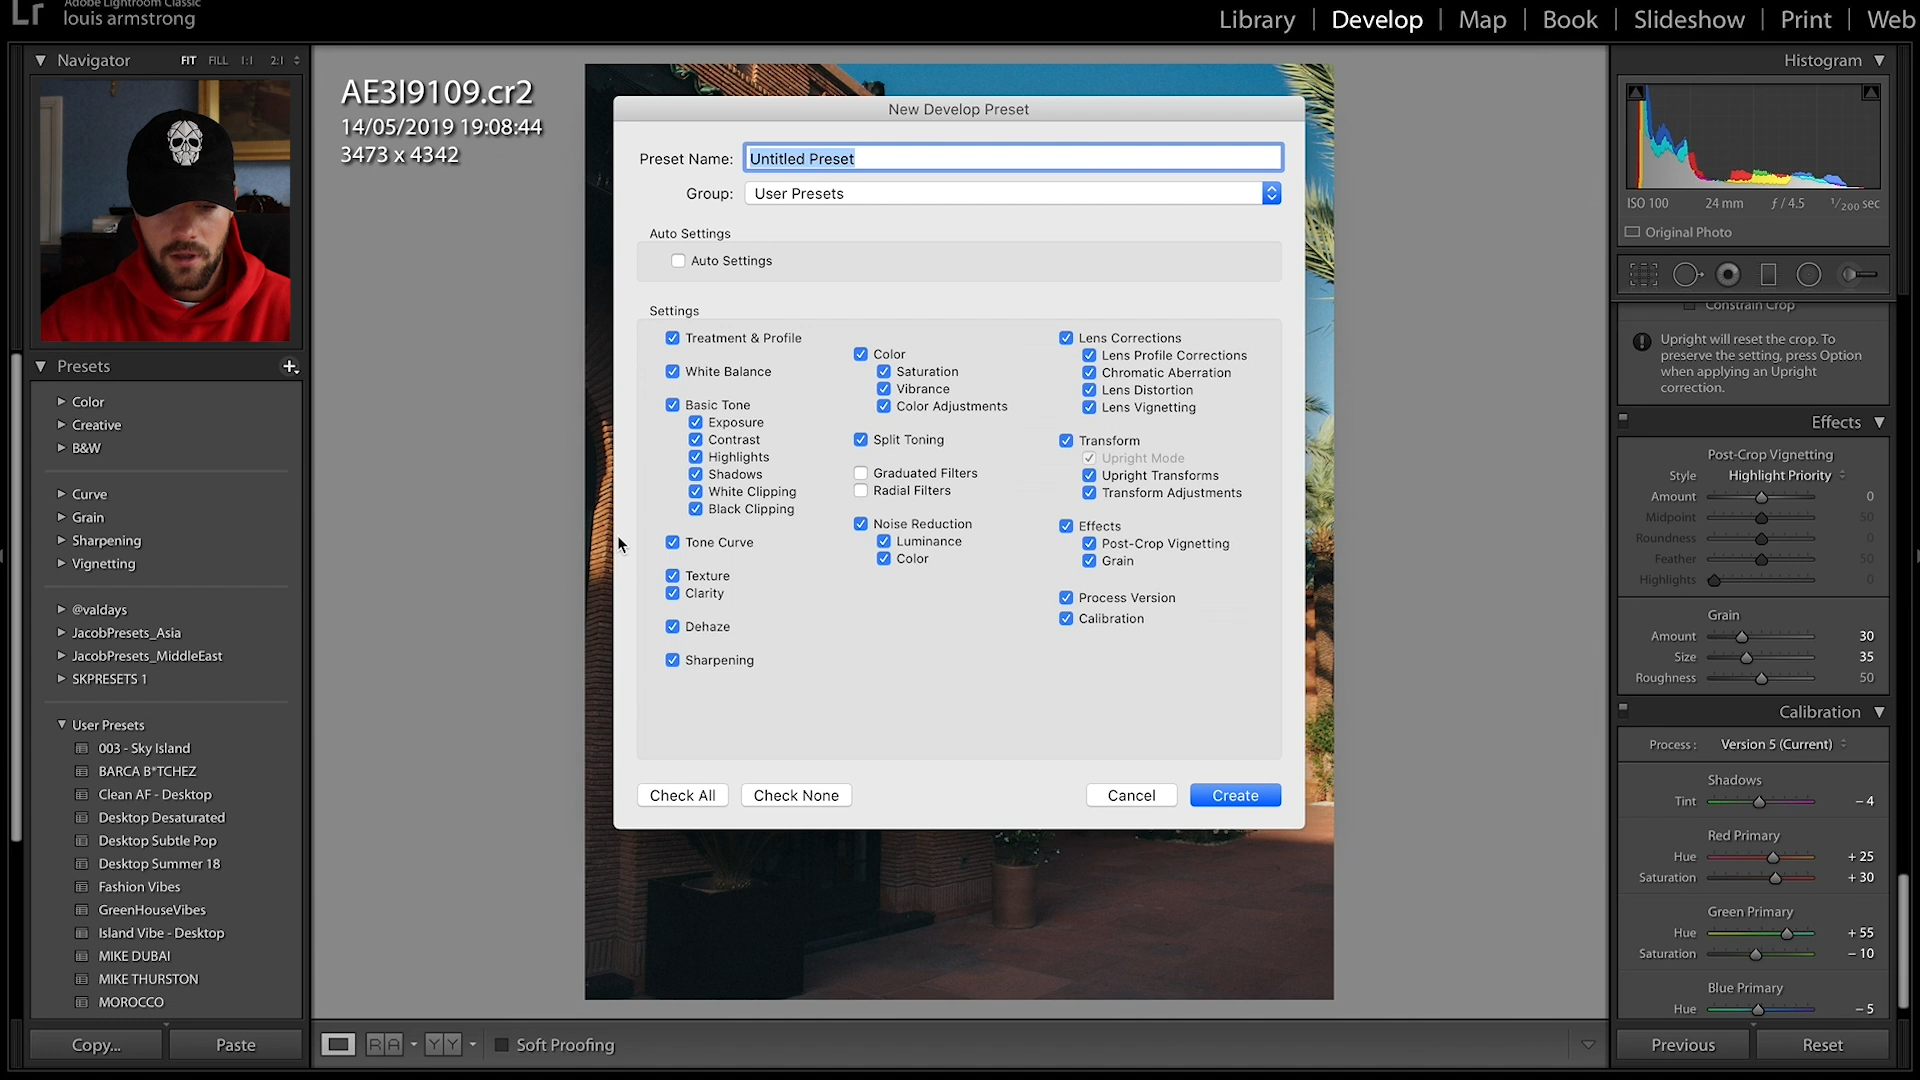 Lr
Adobe Lightroom Classic
louis armstrong
Library | Develop | Map | Book | Slideshow | Print | Web
Navigator FIT FILL 1:1 2:1
Presets
Color
Creative
B&W
Curve
Grain
Sharpening
Vignetting
@valdays
JacobPresets_Asia
JacobPresets_MiddleEast
SKPRESETS 1
User Presets
003 - Sky Island
BARCA B*TCHEZ
Clean AF - Desktop
Desktop Desaturated
Desktop Subtle Pop
Desktop Summer 18
Fashion Vibes
GreenHouseVibes
Island Vibe - Desktop
MIKE DUBAI
MIKE THURSTON
MOROCCO
Copy... Paste
AE3I9109.cr2
14/05/2019 19:08:44
3473 x 4342
New Develop Preset
Preset Name: Untitled Preset
Group: User Presets
Auto Settings
Auto Settings
Settings
Treatment & Profile
White Balance
Basic Tone
Exposure
Contrast
Highlights
Shadows
White Clipping
Black Clipping
Tone Curve
Texture
Clarity
Dehaze
Sharpening
Color
Saturation
Vibrance
Color Adjustments
Split Toning
Graduated Filters
Radial Filters
Noise Reduction
Luminance
Color
Lens Corrections
Lens Profile Corrections
Chromatic Aberration
Lens Distortion
Lens Vignetting
Transform
Upright Mode
Upright Transforms
Transform Adjustments
Effects
Post-Crop Vignetting
Grain
Process Version
Calibration
Check All Check None Cancel Create
RA YY Soft Proofing
Histogram
ISO 100 24 mm ƒ / 4.5 1/200 sec
Original Photo
Constrain Crop
Upright will reset the crop. To
preserve the setting, press Option
when applying an Upright
correction.
Effects
Post-Crop Vignetting
Style Highlight Priority
Amount 0
Midpoint 50
Roundness 0
Feather 50
Highlights 0
Grain
Amount 30
Size 35
Roughness 50
Calibration
Process : Version 5 (Current)
Shadows
Tint – 4
Red Primary
Hue + 25
Saturation + 30
Green Primary
Hue + 55
Saturation – 10
Blue Primary
Hue – 5
Previous Reset